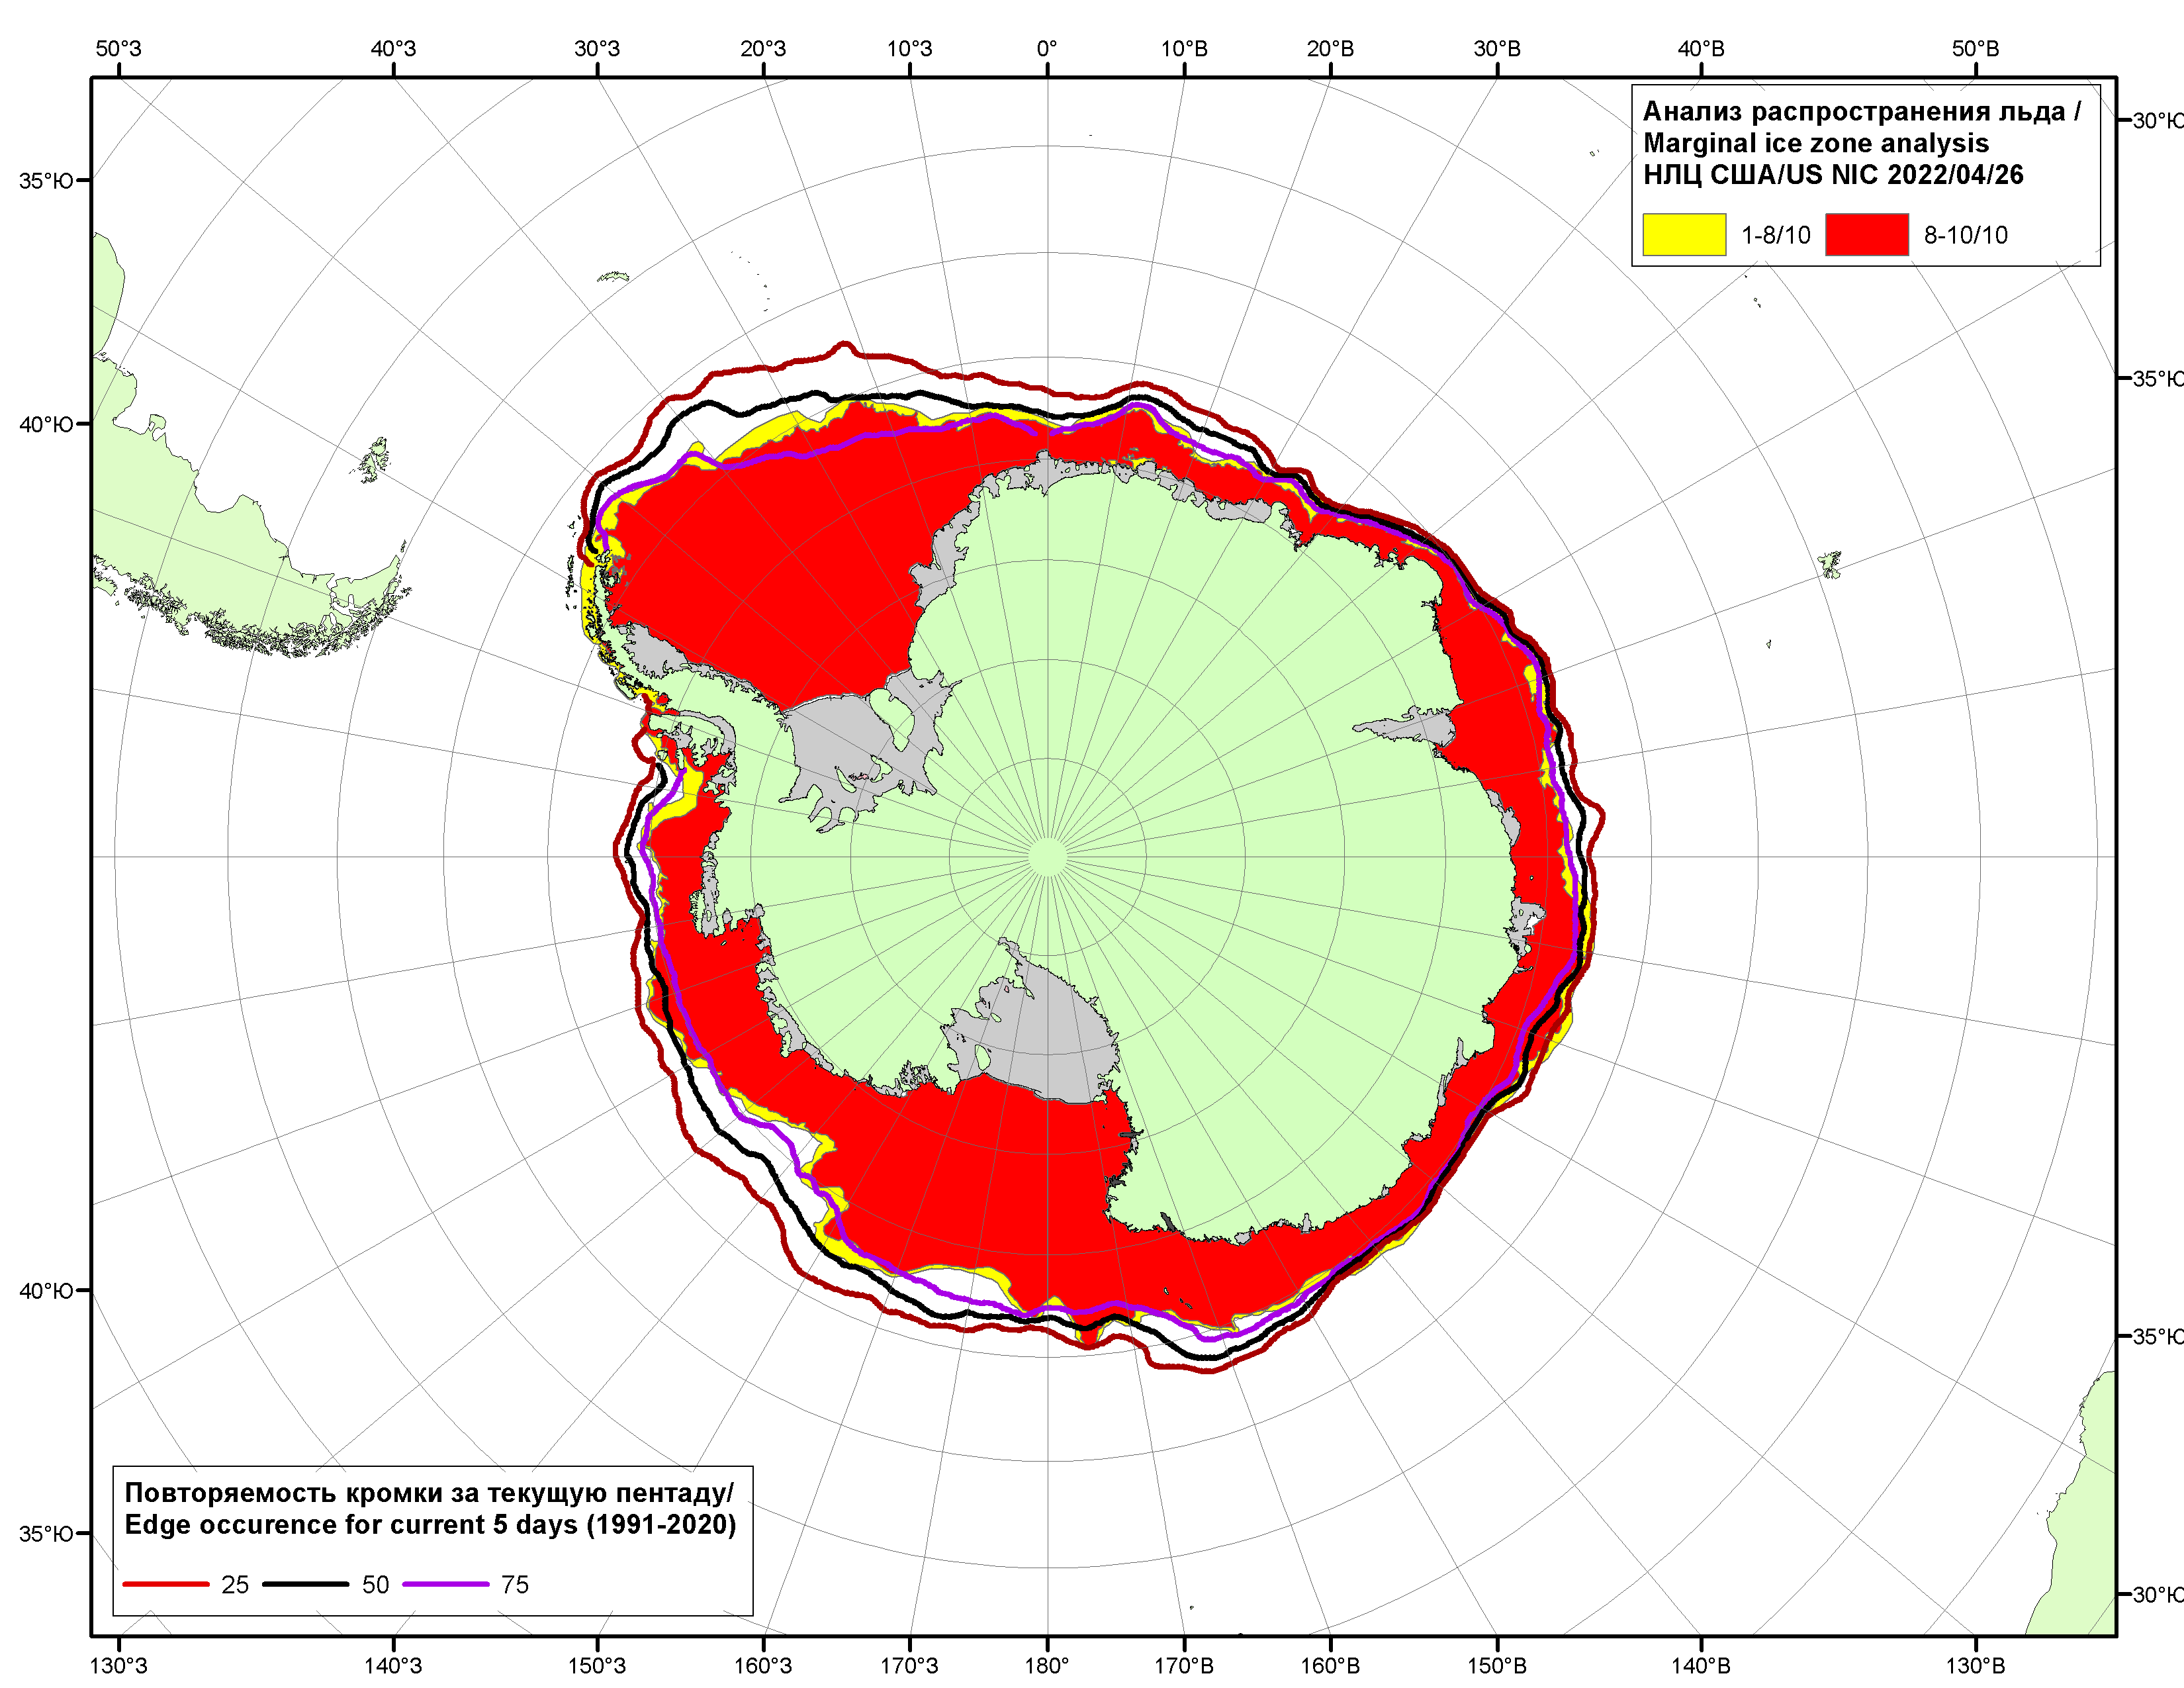 50°З 40°З 30°З 20°З 10°З 0° 10°В 20°В 30°В 40°В 50°В
Анализ распространения льда /
Marginal ice zone analysis
НЛЦ США/US NIC 2022/04/26
1-8/10 8-10/10
30°Ю
35°Ю
35°Ю
40°Ю
40°Ю
35°Ю
35°Ю
30°Ю
Повторяемость кромки за текущую пентаду/
Edge occurence for current 5 days (1991-2020)
25 50 75
130°З 140°З 150°З 160°З 170°З 180° 170°В 160°В 150°В 140°В 130°В